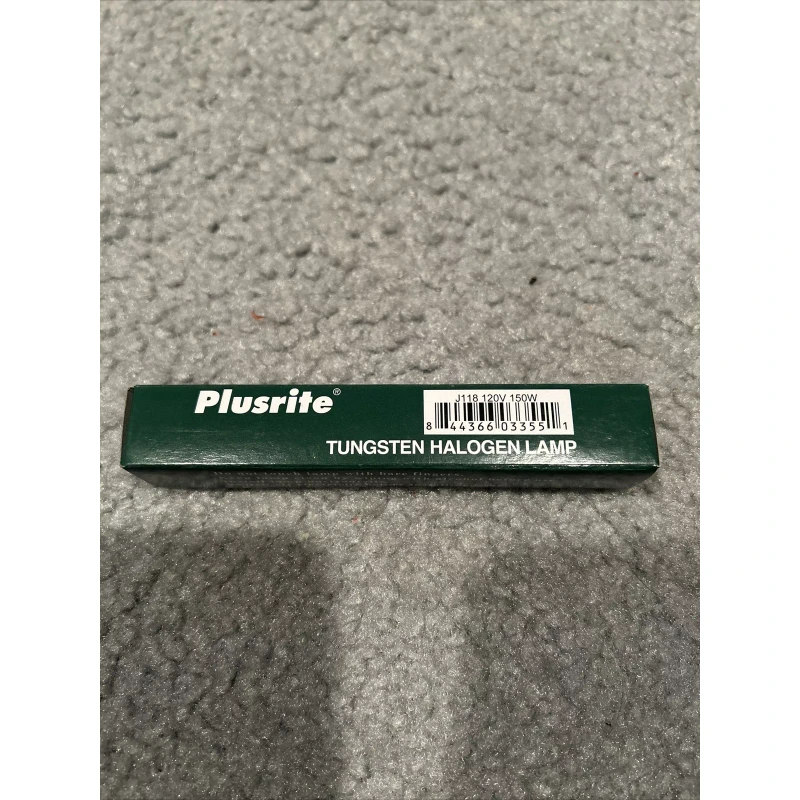 Plusrite®
J118 120V 150W
8 44366 03355 1
TUNGSTEN HALOGEN LAMP